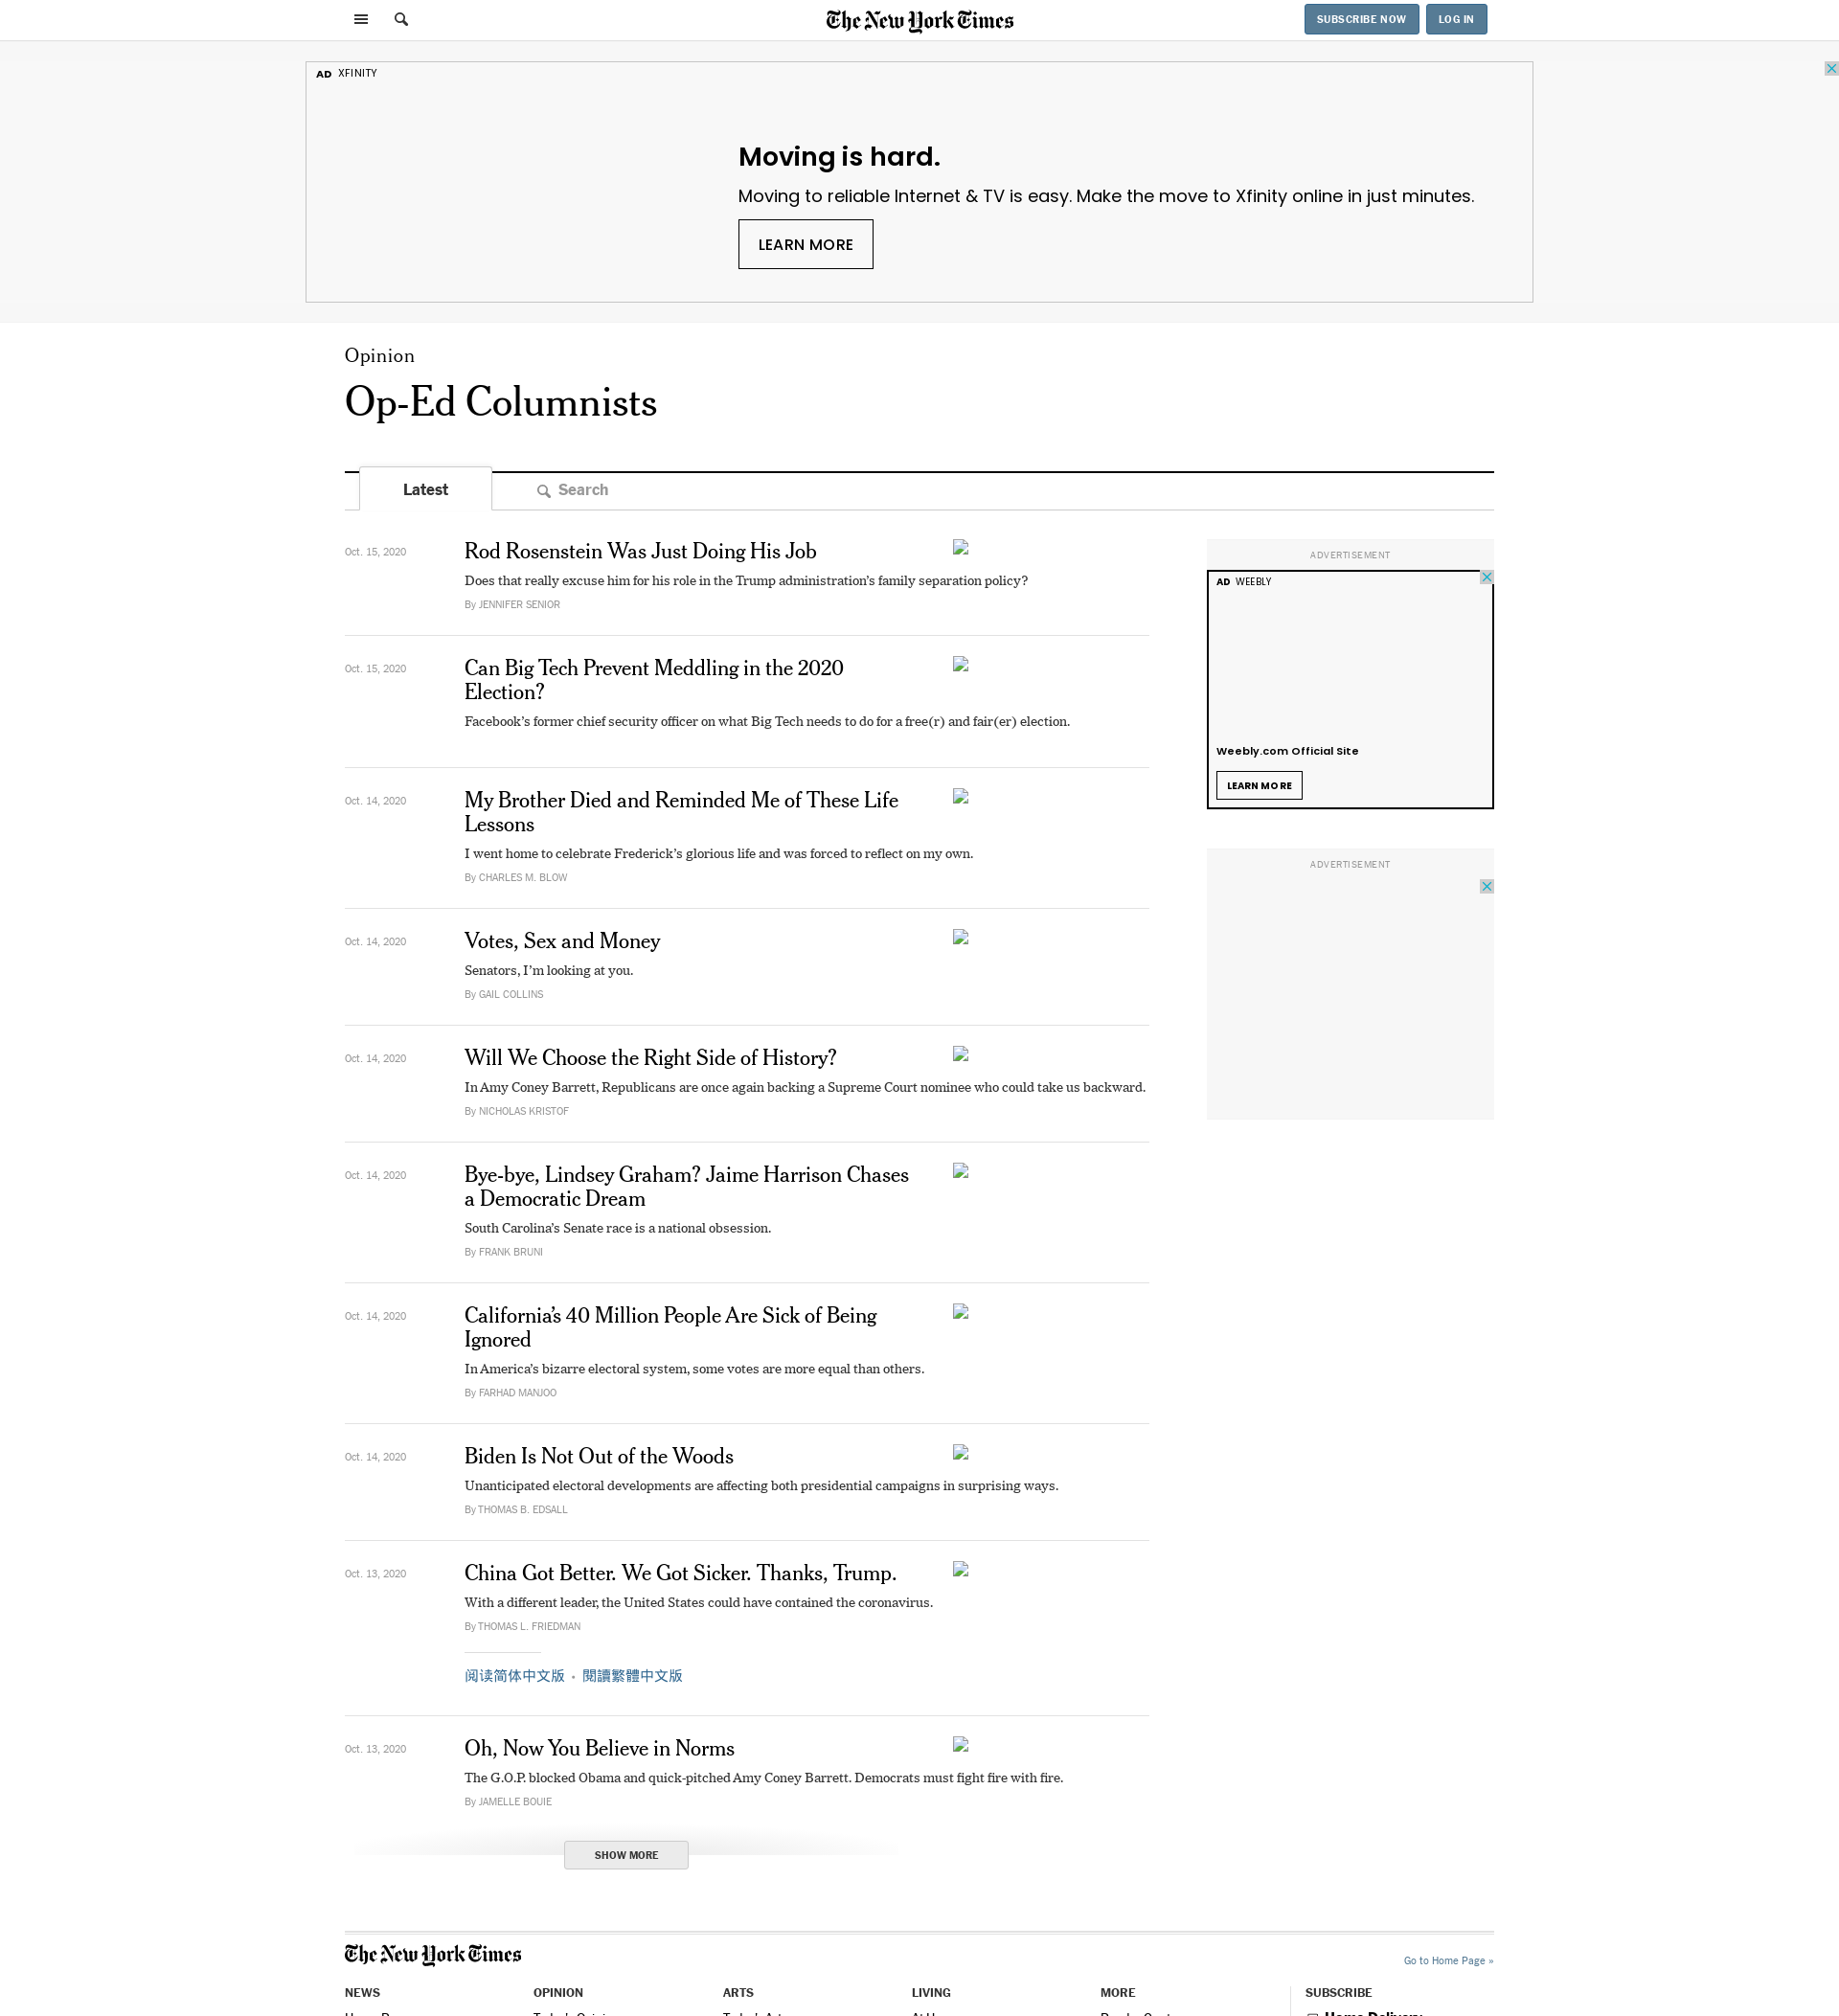 The New York Times
SUBSCRIBE NOW
LOG IN
AD XFINITY
Moving is hard.
Moving to reliable Internet & TV is easy. Make the move to Xfinity online in just minutes.
LEARN MORE
Opinion
Op-Ed Columnists
Latest
Search
Oct. 15, 2020
Rod Rosenstein Was Just Doing His Job
Does that really excuse him for his role in the Trump administration’s family separation policy?
By JENNIFER SENIOR
Oct. 15, 2020
Can Big Tech Prevent Meddling in the 2020
Election?
Facebook’s former chief security officer on what Big Tech needs to do for a free(r) and fair(er) election.
Oct. 14, 2020
My Brother Died and Reminded Me of These Life
Lessons
I went home to celebrate Frederick’s glorious life and was forced to reflect on my own.
By CHARLES M. BLOW
Oct. 14, 2020
Votes, Sex and Money
Senators, I’m looking at you.
By GAIL COLLINS
Oct. 14, 2020
Will We Choose the Right Side of History?
In Amy Coney Barrett, Republicans are once again backing a Supreme Court nominee who could take us backward.
By NICHOLAS KRISTOF
Oct. 14, 2020
Bye-bye, Lindsey Graham? Jaime Harrison Chases
a Democratic Dream
South Carolina’s Senate race is a national obsession.
By FRANK BRUNI
Oct. 14, 2020
California’s 40 Million People Are Sick of Being
Ignored
In America’s bizarre electoral system, some votes are more equal than others.
By FARHAD MANJOO
Oct. 14, 2020
Biden Is Not Out of the Woods
Unanticipated electoral developments are affecting both presidential campaigns in surprising ways.
By THOMAS B. EDSALL
Oct. 13, 2020
China Got Better. We Got Sicker. Thanks, Trump.
With a different leader, the United States could have contained the coronavirus.
By THOMAS L. FRIEDMAN
阅读简体中文版 • 閱讀繁體中文版
Oct. 13, 2020
Oh, Now You Believe in Norms
The G.O.P. blocked Obama and quick-pitched Amy Coney Barrett. Democrats must fight fire with fire.
By JAMELLE BOUIE
SHOW MORE
ADVERTISEMENT
AD WEEBLY
Weebly.com Official Site
LEARN MORE
ADVERTISEMENT
The New York Times
Go to Home Page »
NEWS
OPINION
ARTS
LIVING
MORE
SUBSCRIBE
Home Delivery